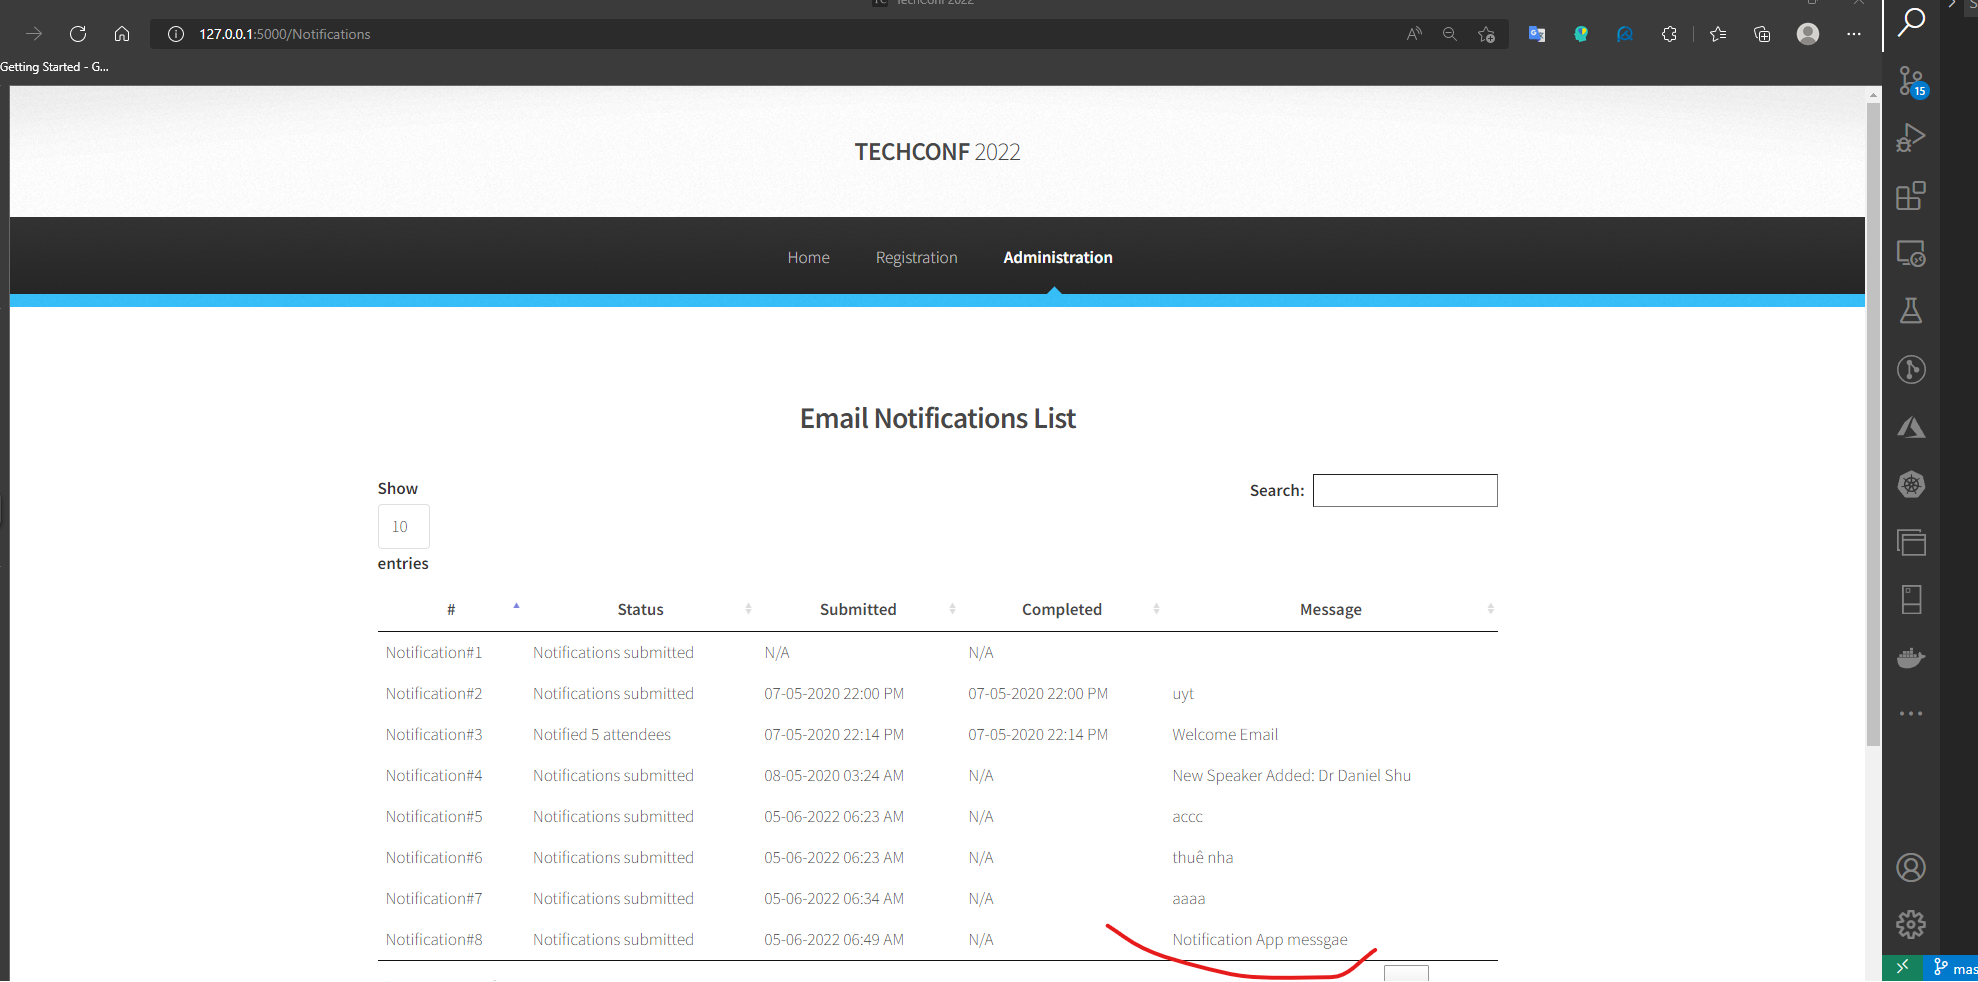 TechConf 2022
127.0.0.1:5000/Notifications
Getting Started - G...
15
TECHCONF 2022
Home Registration Administration
Email Notifications List
Show
10
entries
Search:
# Status Submitted Completed Message
Notification#1 Notifications submitted N/A N/A
Notification#2 Notifications submitted 07-05-2020 22:00 PM 07-05-2020 22:00 PM uyt
Notification#3 Notified 5 attendees 07-05-2020 22:14 PM 07-05-2020 22:14 PM Welcome Email
Notification#4 Notifications submitted 08-05-2020 03:24 AM N/A New Speaker Added: Dr Daniel Shu
Notification#5 Notifications submitted 05-06-2022 06:23 AM N/A accc
Notification#6 Notifications submitted 05-06-2022 06:23 AM N/A thuê nha
Notification#7 Notifications submitted 05-06-2022 06:34 AM N/A aaaa
Notification#8 Notifications submitted 05-06-2022 06:49 AM N/A Notification App messgae
mas